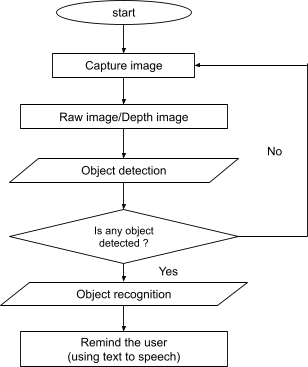 start
Capture image
Raw image/Depth image
No
Object detection
Is any object
detected ?
Yes
Object recognition
Remind the user
(using text to speech)